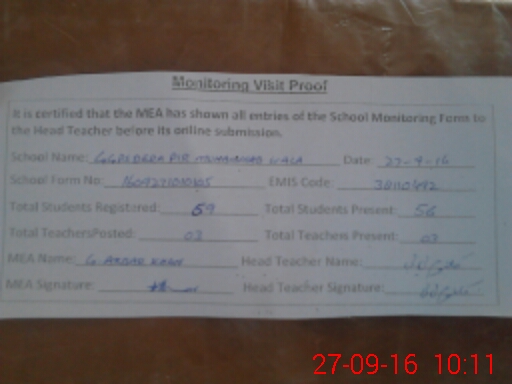 Monitoring Visit Proof
It is certified that the MEA has shown all entries of the School Monitoring Form to
the Head Teacher before its online submission.
School Name: Date: 27-9-16
School Form No: EMIS Code:
Total Students Registered: 59 Total Students Present: 56
Total TeachersPosted: 02 Total Teachers Present: 02
MEA Name: Head Teacher Name:
MEA Signature: Head Teacher Signature:
27-09-16 10:11